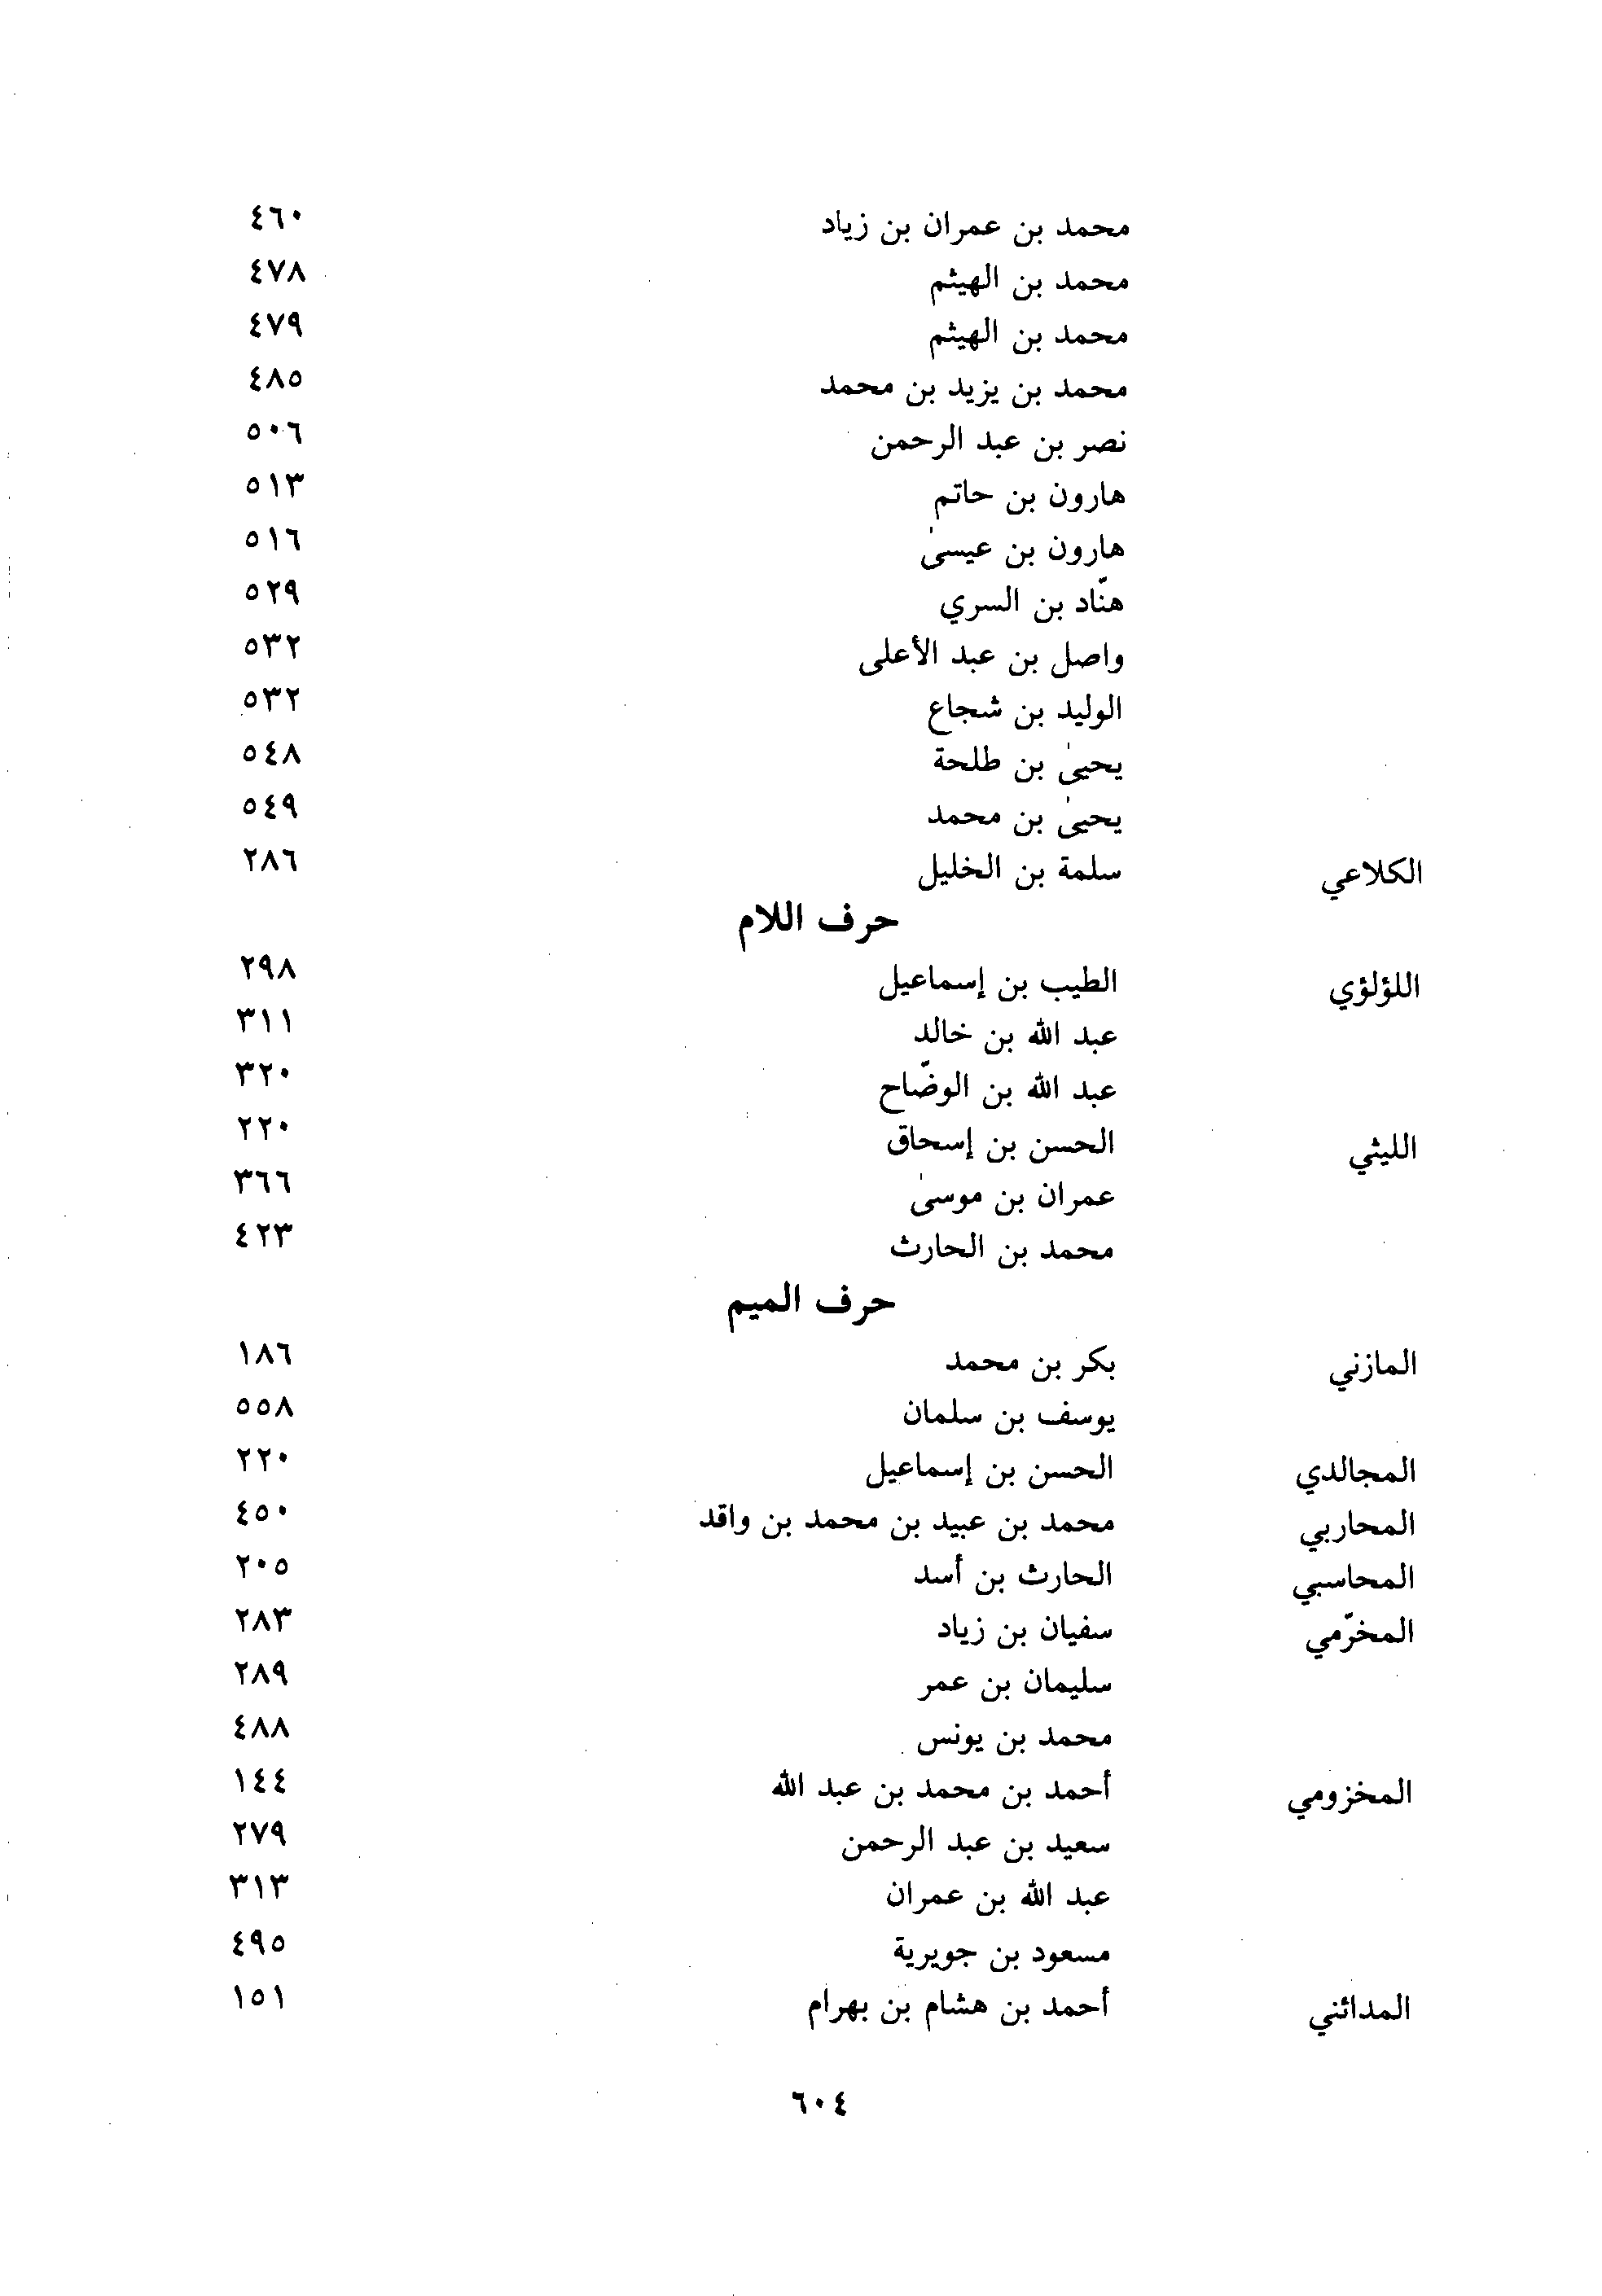 محمد بن عمران بن زياد ٤٦٠
محمد بن الهيثم ٤٧٨
محمد بن الهيثم ٤٧٩
محمد بن يزيد بن محمد ٤٨٥
نصر بن عبد الرحمن ٥٠٦
هارون بن حاتم ٥١٣
هارون بن عيسىٰ ٥١٦
هنّاد بن السري ٥٢٩
واصل بن عبد الأعلى ٥٣٢
الوليد بن شجاع ٥٣٢
يحيىٰ بن طلحة ٥٤٨
يحيىٰ بن محمد ٥٤٩
الكلاعي سلمة بن الخليل ٢٨٦
حرف اللام
اللؤلؤي الطيب بن إسماعيل ٢٩٨
عبد الله بن خالد ٣١١
عبد الله بن الوضّاح ٣٢٠
الليثي الحسن بن إسحاق ٢٢٠
عمران بن موسىٰ ٣٦٦
محمد بن الحارث ٤٢٣
حرف الميم
المازني بكر بن محمد ١٨٦
يوسف بن سلمان ٥٥٨
المجالدي الحسن بن إسماعيل ٢٢٠
المحاربي محمد بن عبيد بن محمد بن واقد ٤٥٠
المحاسبي الحارث بن أسد ٢٠٥
المخرّمي سفيان بن زياد ٢٨٣
سليمان بن عمر ٢٨٩
محمد بن يونس ٤٨٨
المخزومي أحمد بن محمد بن عبد الله ١٤٤
سعيد بن عبد الرحمن ٢٧٩
عبد الله بن عمران ٣١٣
مسعود بن جويرية ٤٩٥
المدائني أحمد بن هشام بن بهرام ١٥١
٦٠٤